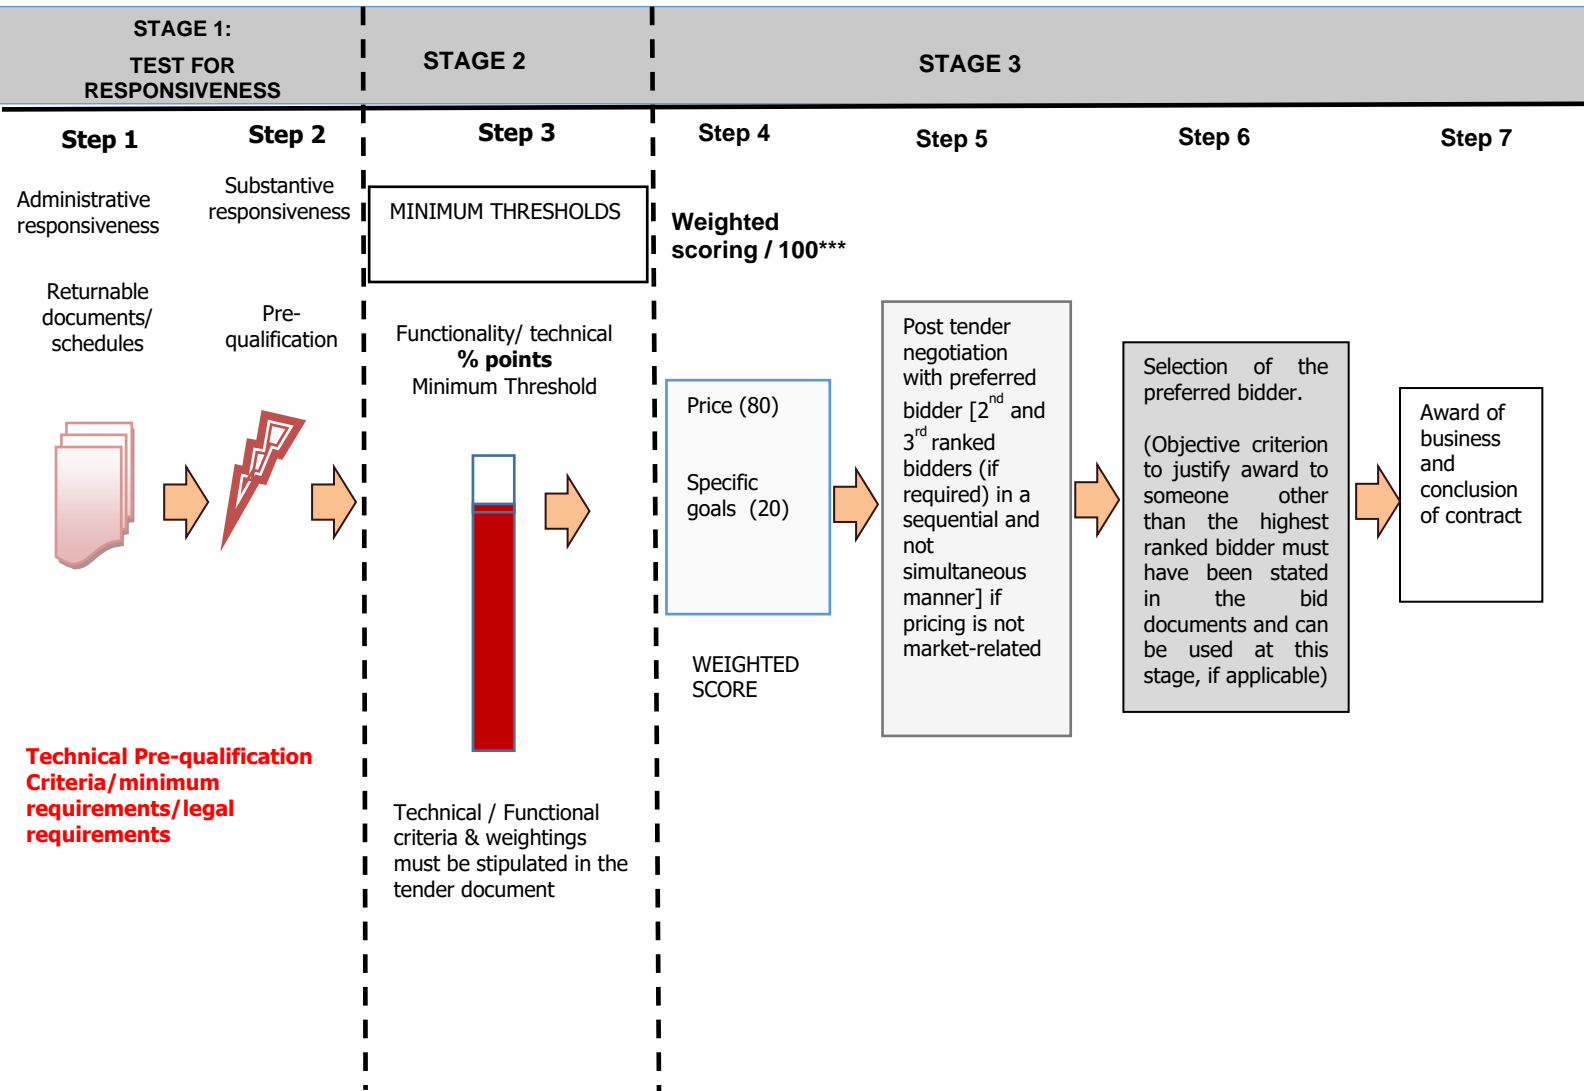 STAGE 1:
TEST FOR
RESPONSIVENESS
STAGE 2
STAGE 3
Step 1
Step 2
Step 3
Step 4
Step 5
Step 6
Step 7
Administrative
responsiveness
Returnable
documents/
schedules
Substantive
responsiveness
Pre-
qualification
Technical Pre-qualification
Criteria/minimum
requirements/legal
requirements
MINIMUM THRESHOLDS
Functionality/ technical
% points
Minimum Threshold
Technical / Functional
criteria & weightings
must be stipulated in the
tender document
Weighted
scoring / 100***
Price (80)
Specific
goals (20)
WEIGHTED
SCORE
Post tender
negotiation
with preferred
bidder [2nd and
3rd ranked
bidders (if
required) in a
sequential and
not
simultaneous
manner] if
pricing is not
market-related
Selection of the
preferred bidder.
(Objective criterion
to justify award to
someone other
than the highest
ranked bidder must
have been stated
in the bid
documents and can
be used at this
stage, if applicable)
Award of
business
and
conclusion
of contract